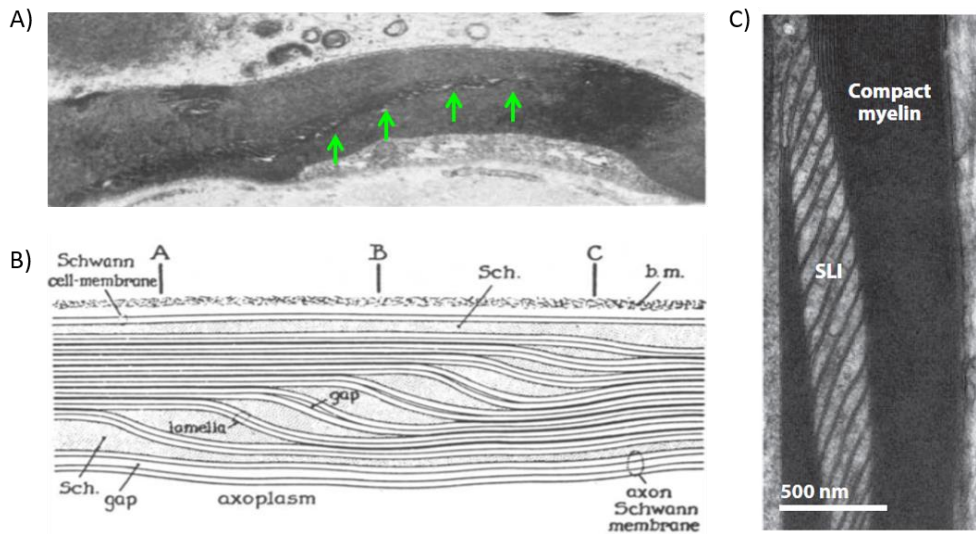 A)
B)
Schwann
cell-membrane
A
B
C
Sch.
b.m.
gap
lamella
Sch.
gap
axoplasm
axon
Schwann
membrane
C)
Compact
myelin
SLI
500 nm